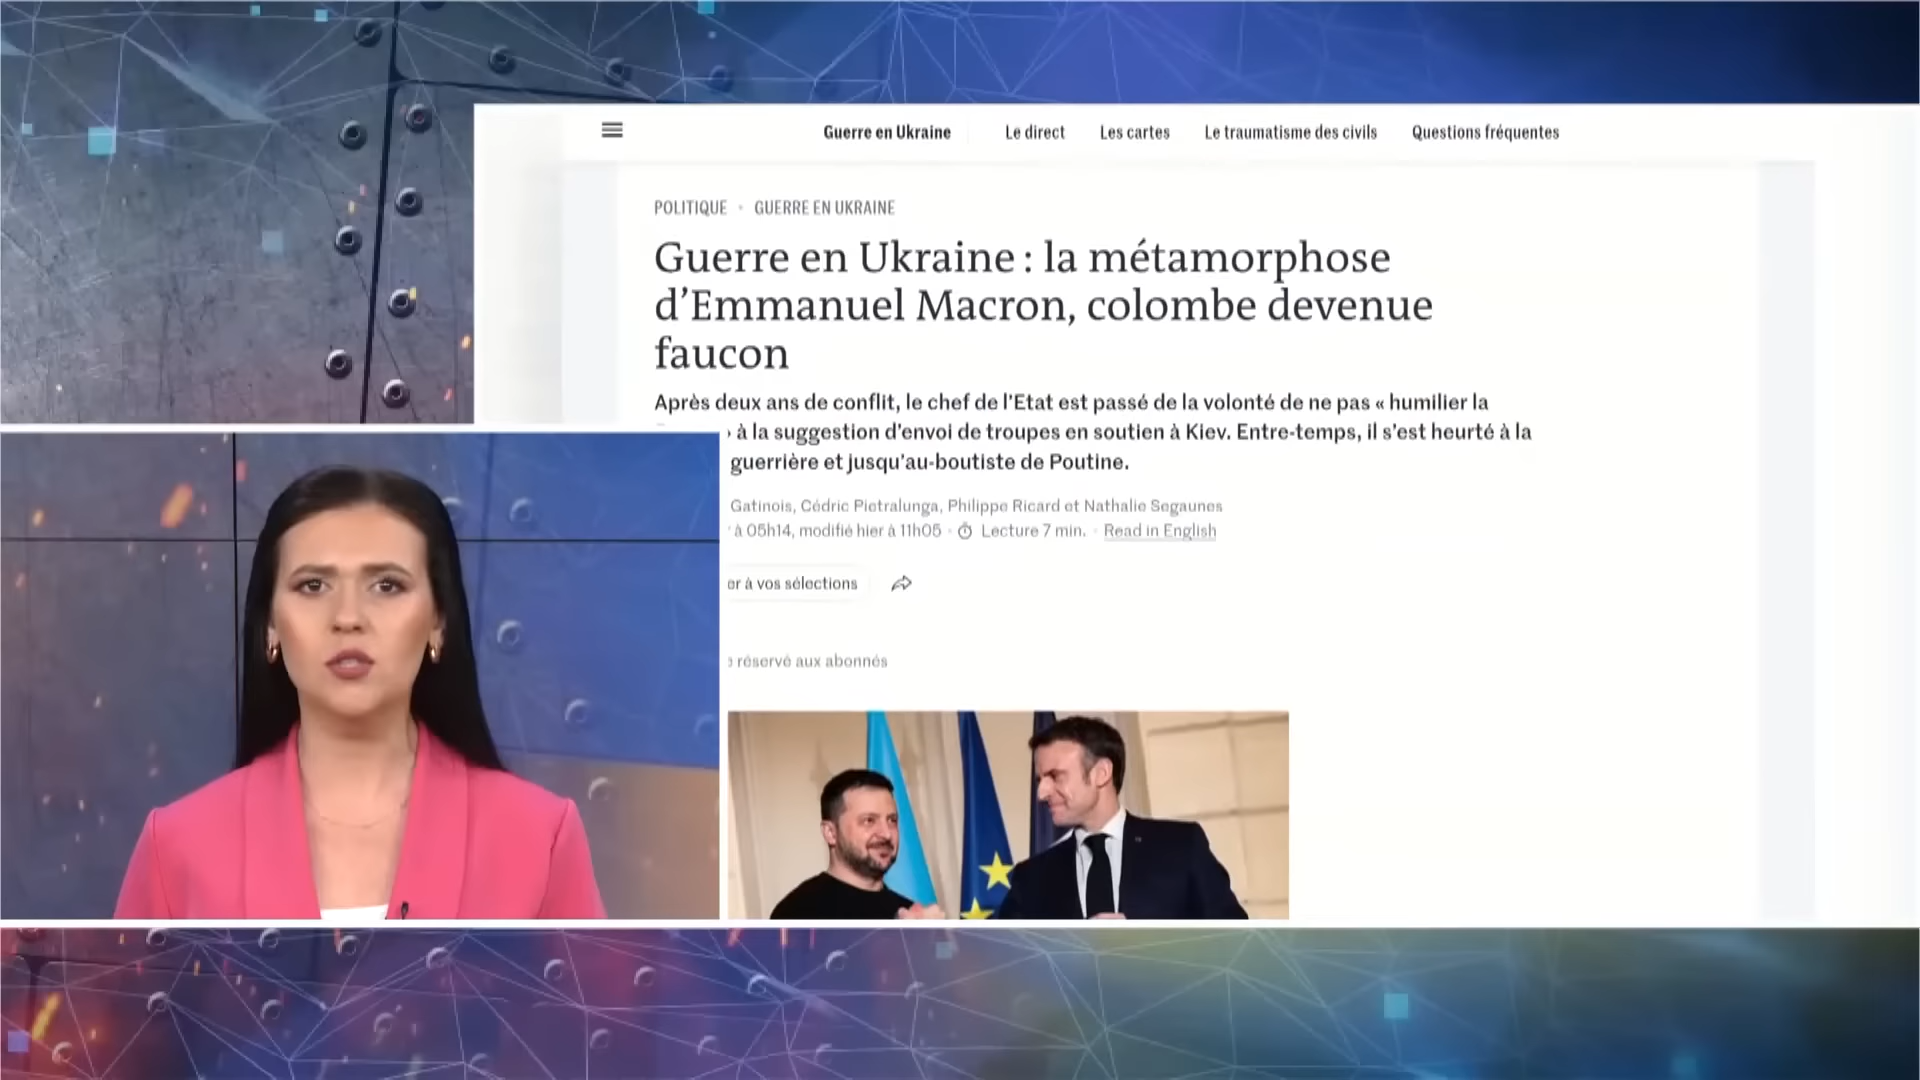 Guerre en Ukraine Le direct Les cartes Le traumatisme des civils Questions fréquentes
POLITIQUE • GUERRE EN UKRAINE
Guerre en Ukraine : la métamorphose
d’Emmanuel Macron, colombe devenue
faucon
Après deux ans de conflit, le chef de l’Etat est passé de la volonté de ne pas « humilier la
à la suggestion d’envoi de troupes en soutien à Kiev. Entre-temps, il s’est heurté à la
guerrière et jusqu’au-boutiste de Poutine.
Gatinois, Cédric Pietralunga, Philippe Ricard et Nathalie Segaunes
à 05h14, modifié hier à 11h05 • Lecture 7 min. • Read in English
er à vos sélections
réservé aux abonnés